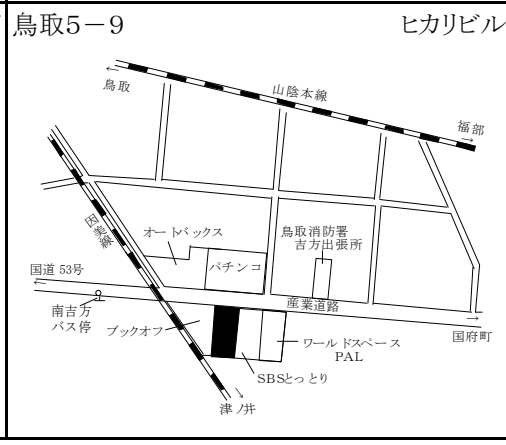 鳥取5-9
ヒカリビル
山陰本線
←
鳥取
→
福部
因美線
オートバックス
鳥取消防署
吉方出張所
パチンコ
国道 53号
←
産業道路
南吉方
バス停
ブックオフ
→
国府町
ワールドスペース
PAL
SBSとっとり
→
津ノ井